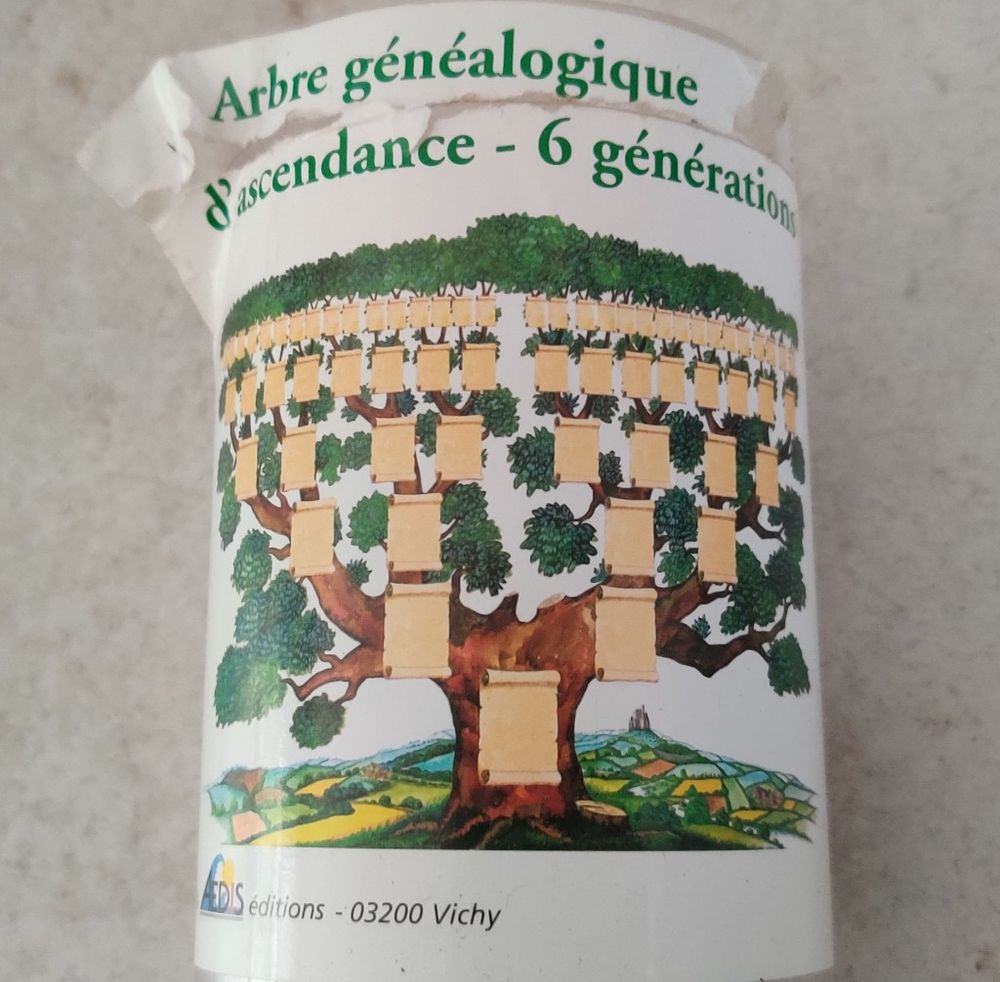 Arbre généalogique
d'ascendance - 6 générations
AEDIS éditions - 03200 Vichy